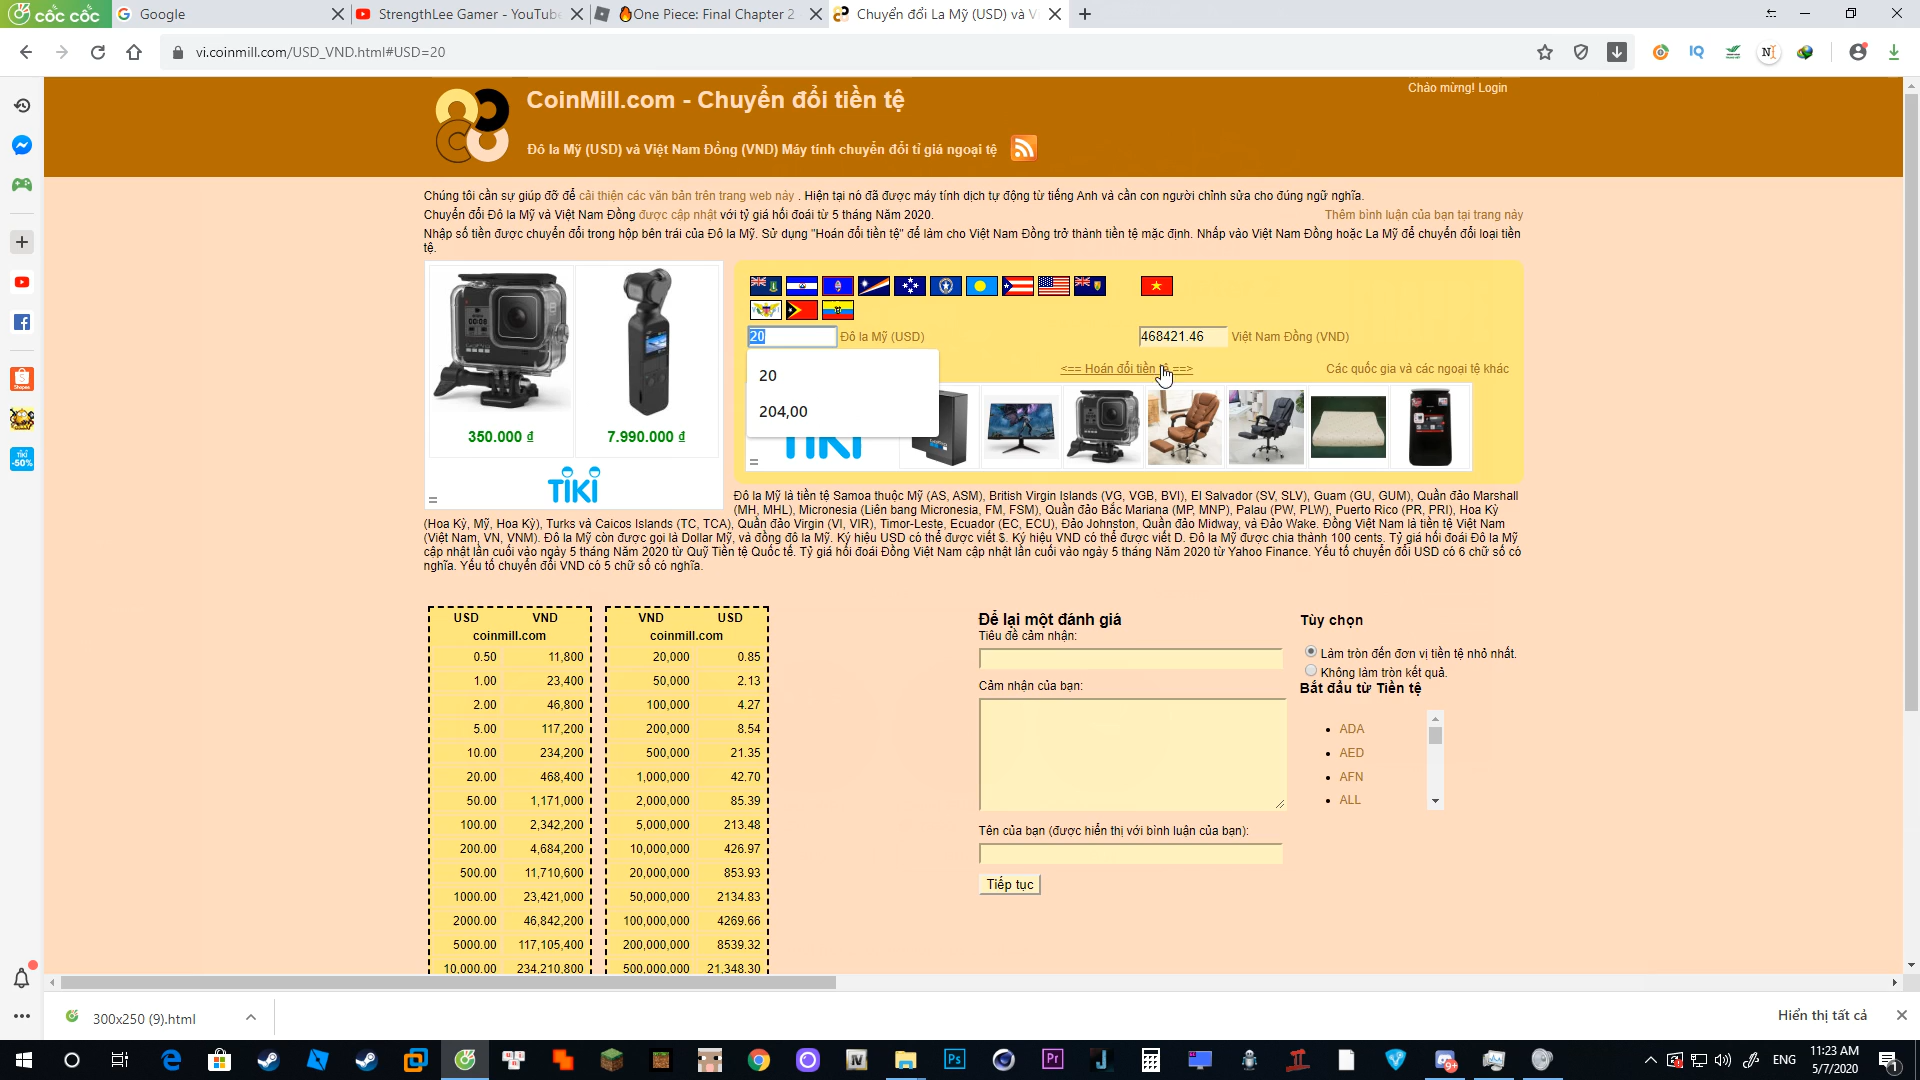 cốc cốc
Google
StrengthLee Gamer - YouTube
One Piece: Final Chapter 2
Chuyển đổi La Mỹ (USD) và V
vi.coinmill.com/USD_VND.html#USD=20
Chào mừng! Login
CoinMill.com - Chuyển đổi tiền tệ
Đô la Mỹ (USD) và Việt Nam Đồng (VND) Máy tính chuyển đổi tỉ giá ngoại tệ
Chúng tôi cần sự giúp đỡ để cải thiện các văn bản trên trang web này . Hiện tại nó đã được máy tính dịch tự động từ tiếng Anh và cần con người chỉnh sửa cho đúng ngữ nghĩa.
Chuyển đổi Đô la Mỹ và Việt Nam Đồng được cập nhật với tỷ giá hối đoái từ 5 tháng Năm 2020.
Thêm bình luận của bạn tại trang này
Nhập số tiền được chuyển đổi trong hộp bên trái của Đô la Mỹ. Sử dụng "Hoán đổi tiền tệ" để làm cho Việt Nam Đồng trở thành tiền tệ mặc định. Nhấp vào Việt Nam Đồng hoặc La Mỹ để chuyển đổi loại tiền
tệ.
20 Đô la Mỹ (USD)
468421.46 Việt Nam Đồng (VND)
20
204,00
<== Hoán đổi tiền tệ ==>
Các quốc gia và các ngoại tệ khác
350.000 ₫
7.990.000 ₫
TIKI
TIKI
Đô la Mỹ là tiền tệ Samoa thuộc Mỹ (AS, ASM), British Virgin Islands (VG, VGB, BVI), El Salvador (SV, SLV), Guam (GU, GUM), Quần đảo Marshall
(MH, MHL), Micronesia (Liên bang Micronesia, FM, FSM), Quần đảo Bắc Mariana (MP, MNP), Palau (PW, PLW), Puerto Rico (PR, PRI), Hoa Kỳ
(Hoa Kỳ, Mỹ, Hoa Kỳ), Turks và Caicos Islands (TC, TCA), Quần đảo Virgin (VI, VIR), Timor-Leste, Ecuador (EC, ECU), Đảo Johnston, Quần đảo Midway, và Đảo Wake. Đồng Việt Nam là tiền tệ Việt Nam
(Việt Nam, VN, VNM). Đô la Mỹ còn được gọi là Dollar Mỹ, và đồng đô la Mỹ. Ký hiệu USD có thể được viết $. Ký hiệu VND có thể được viết D. Đô la Mỹ được chia thành 100 cents. Tỷ giá hối đoái Đô la Mỹ
cập nhật lần cuối vào ngày 5 tháng Năm 2020 từ Quỹ Tiền tệ Quốc tế. Tỷ giá hối đoái Đồng Việt Nam cập nhật lần cuối vào ngày 5 tháng Năm 2020 từ Yahoo Finance. Yếu tố chuyển đổi USD có 6 chữ số có
nghĩa. Yếu tố chuyển đổi VND có 5 chữ số có nghĩa.
USD VND
coinmill.com
0.50 11,800
1.00 23,400
2.00 46,800
5.00 117,200
10.00 234,200
20.00 468,400
50.00 1,171,000
100.00 2,342,200
200.00 4,684,200
500.00 11,710,600
1000.00 23,421,000
2000.00 46,842,200
5000.00 117,105,400
10,000.00 234,210,800
VND USD
coinmill.com
20,000 0.85
50,000 2.13
100,000 4.27
200,000 8.54
500,000 21.35
1,000,000 42.70
2,000,000 85.39
5,000,000 213.48
10,000,000 426.97
20,000,000 853.93
50,000,000 2134.83
100,000,000 4269.66
200,000,000 8539.32
500,000,000 21,348.30
Để lại một đánh giá
Tiêu đề cảm nhận:
Cảm nhận của bạn:
Tên của bạn (được hiển thị với bình luận của bạn):
Tiếp tục
Tùy chọn
Làm tròn đến đơn vị tiền tệ nhỏ nhất.
Không làm tròn kết quả.
Bắt đầu từ Tiền tệ
ADA
AED
AFN
ALL
300x250 (9).html
Hiển thị tất cả
ENG
11:23 AM
5/7/2020